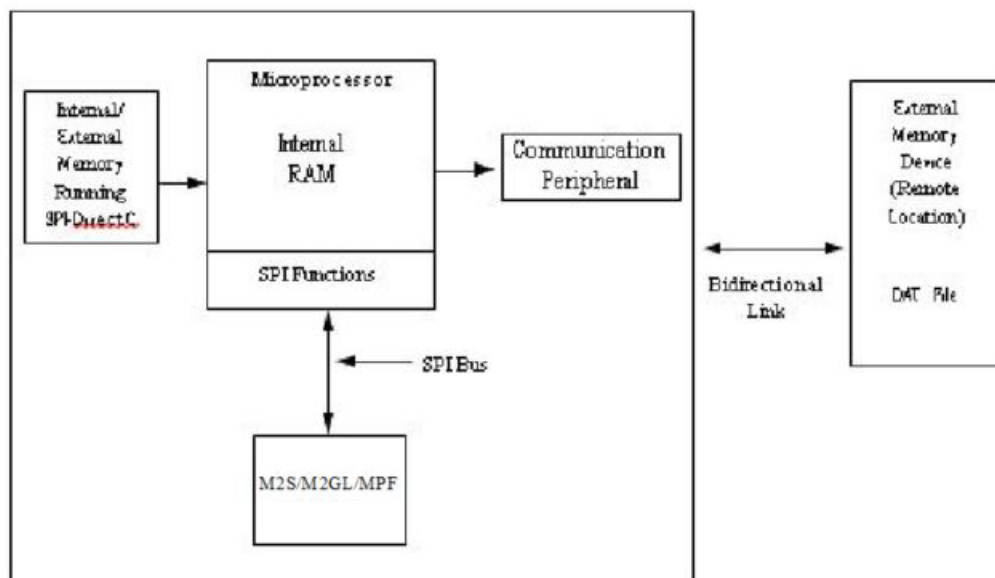 Internal/
External
Memory
Running
SPI-DirectC
Microprocessor
Internal
RAM
SPI Functions
Communication
Peripheral
SPI Bus
M2S/M2GL/MPF
Bidirectional
Link
External
Memory
Device
(Remote
Location)
DAT File